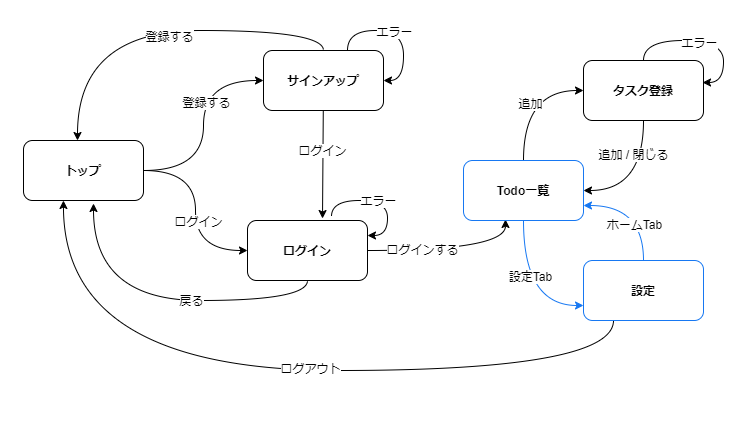 登録する
エラー
サインアップ
登録する
ログイン
トップ
ログイン
エラー
ログイン
ログインする
戻る
ログアウト
エラー
タスク登録
追加
追加 / 閉じる
Todo一覧
ホームTab
設定Tab
設定